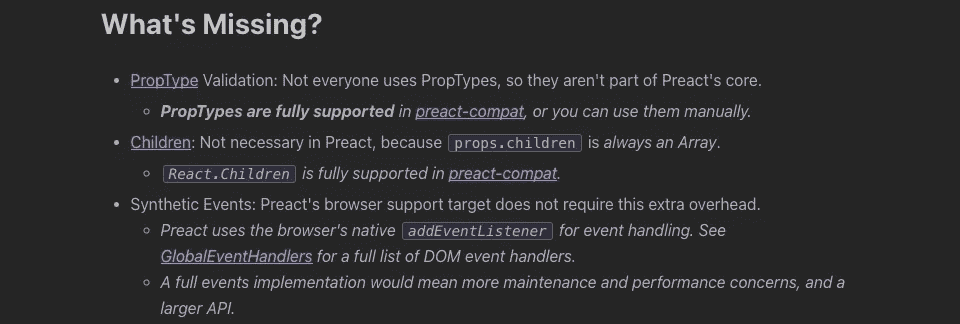 What's Missing?
PropType Validation: Not everyone uses PropTypes, so they aren't part of Preact's core.
PropTypes are fully supported in preact-compat, or you can use them manually.
Children: Not necessary in Preact, because props.children is always an Array.
React.Children is fully supported in preact-compat.
Synthetic Events: Preact's browser support target does not require this extra overhead.
Preact uses the browser's native addEventListener for event handling. See
GlobalEventHandlers for a full list of DOM event handlers.
A full events implementation would mean more maintenance and performance concerns, and a
larger API.